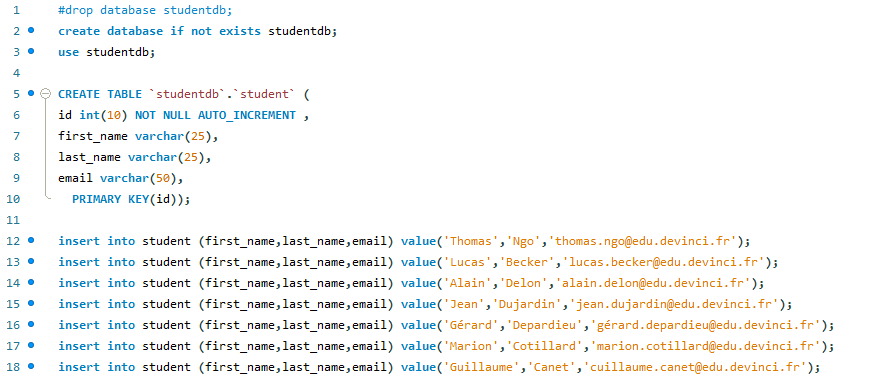 1 #drop database studentdb;
2 create database if not exists studentdb;
3 use studentdb;
4
5 CREATE TABLE `studentdb`.`student` (
6 id int(10) NOT NULL AUTO_INCREMENT ,
7 first_name varchar(25),
8 last_name varchar(25),
9 email varchar(50),
10 PRIMARY KEY(id));
11
12 insert into student (first_name,last_name,email) value('Thomas','Ngo','thomas.ngo@edu.devinci.fr');
13 insert into student (first_name,last_name,email) value('Lucas','Becker','lucas.becker@edu.devinci.fr');
14 insert into student (first_name,last_name,email) value('Alain','Delon','alain.delon@edu.devinci.fr');
15 insert into student (first_name,last_name,email) value('Jean','Dujardin','jean.dujardin@edu.devinci.fr');
16 insert into student (first_name,last_name,email) value('Gérard','Depardieu','gérard.depardieu@edu.devinci.fr');
17 insert into student (first_name,last_name,email) value('Marion','Cotillard','marion.cotillard@edu.devinci.fr');
18 insert into student (first_name,last_name,email) value('Guillaume','Canet','cuillaume.canet@edu.devinci.fr');